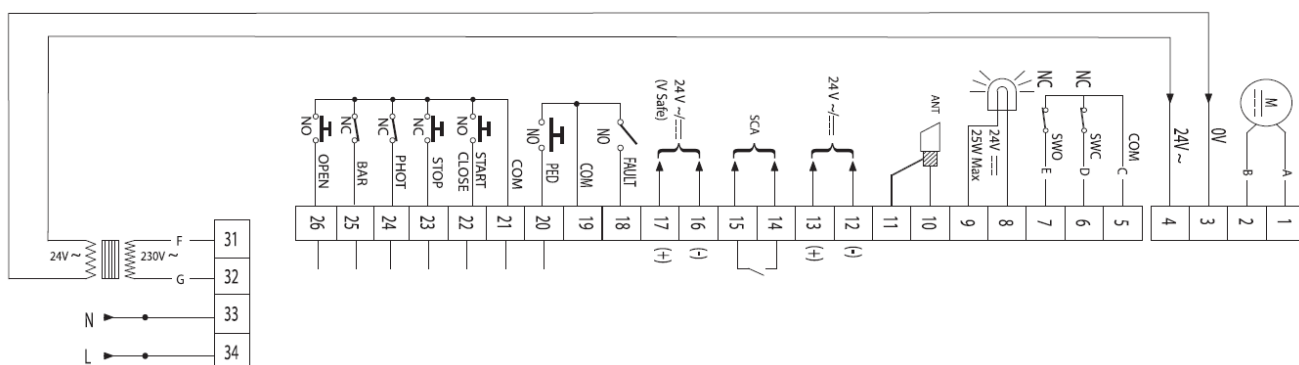 NO
OPEN
NC
BAR
NC
PHOT
NC
STOP
NO
START
CLOSE
COM
NO
PED
COM
NO
FAULT
24 V ~/⎓
(V Safe)
SCA
24 V ~/⎓
ANT
24V ⎓
25W Max
NC
SWO
E
NC
SWC
D
COM
C
24V ~
0V
M
B
A
26 25 24 23 22 21 20 19 18 17 16 15 14 13 12 11 10 9 8 7 6 5 4 3 2 1
(+) (-) (+) (-)
24V ~
230V ~
F
31
G
32
N
33
L
34